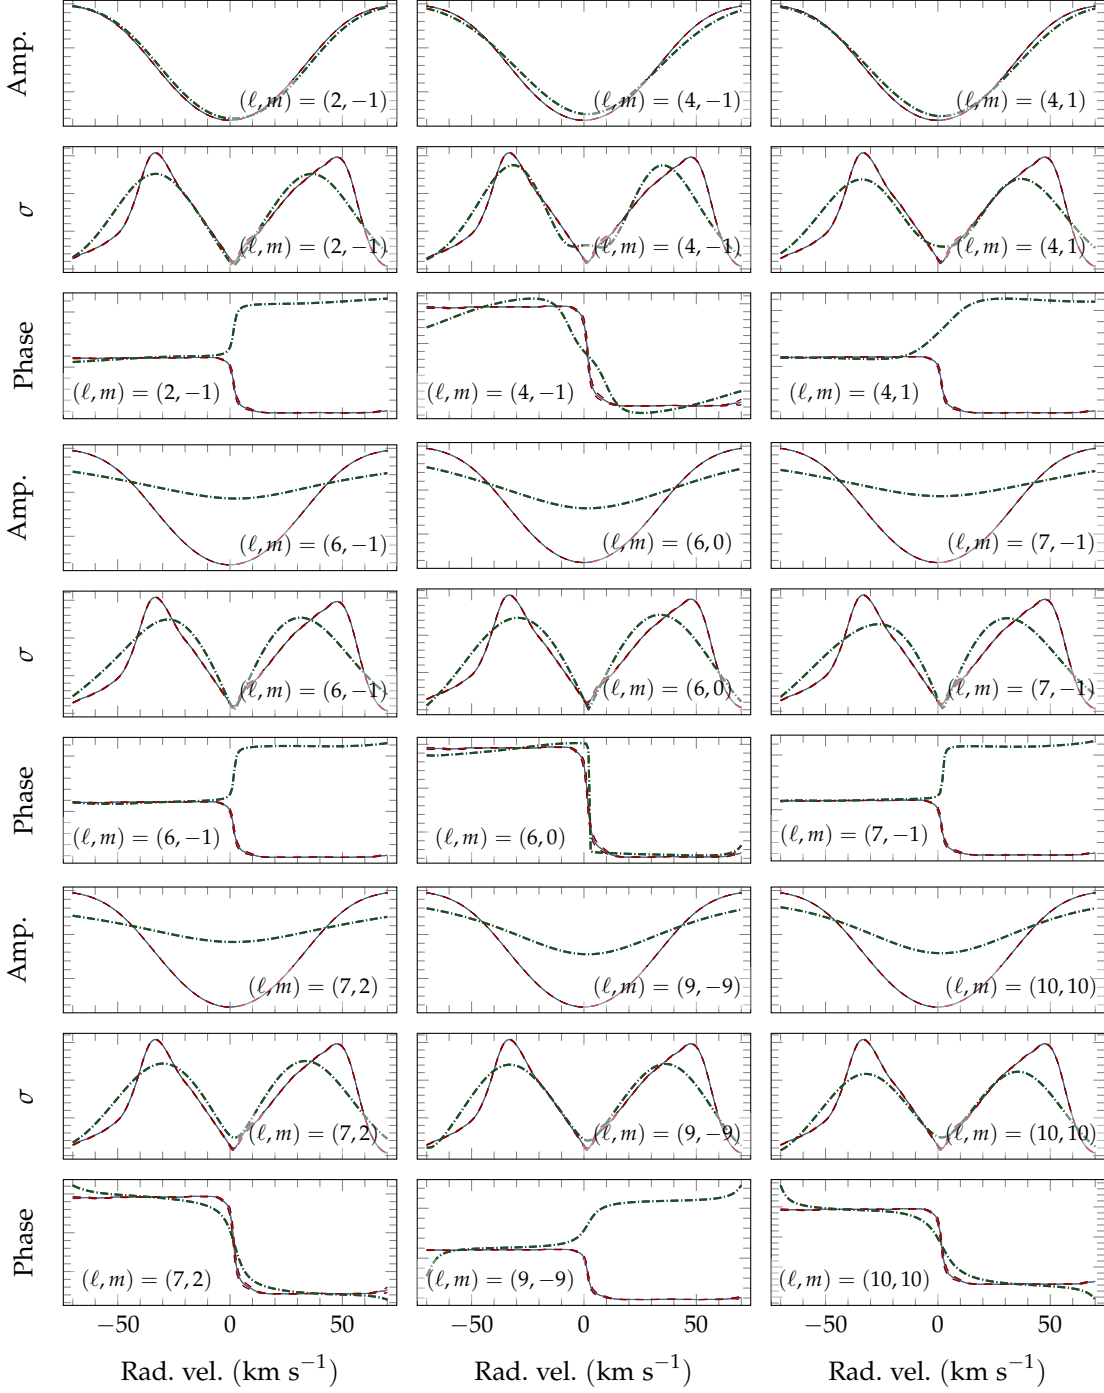 Amp.
(ℓ, m) = (2, −1)
(ℓ, m) = (4, −1)
(ℓ, m) = (4, 1)
σ
(ℓ, m) = (2, −1)
(ℓ, m) = (4, −1)
(ℓ, m) = (4, 1)
Phase
(ℓ, m) = (2, −1)
(ℓ, m) = (4, −1)
(ℓ, m) = (4, 1)
Amp.
(ℓ, m) = (6, −1)
(ℓ, m) = (6, 0)
(ℓ, m) = (7, −1)
σ
(ℓ, m) = (6, −1)
(ℓ, m) = (6, 0)
(ℓ, m) = (7, −1)
Phase
(ℓ, m) = (6, −1)
(ℓ, m) = (6, 0)
(ℓ, m) = (7, −1)
Amp.
(ℓ, m) = (7, 2)
(ℓ, m) = (9, −9)
(ℓ, m) = (10, 10)
σ
(ℓ, m) = (7, 2)
(ℓ, m) = (9, −9)
(ℓ, m) = (10, 10)
Phase
(ℓ, m) = (7, 2)
(ℓ, m) = (9, −9)
(ℓ, m) = (10, 10)
−50 0 50
−50 0 50
−50 0 50
Rad. vel. (km s⁻¹)
Rad. vel. (km s⁻¹)
Rad. vel. (km s⁻¹)